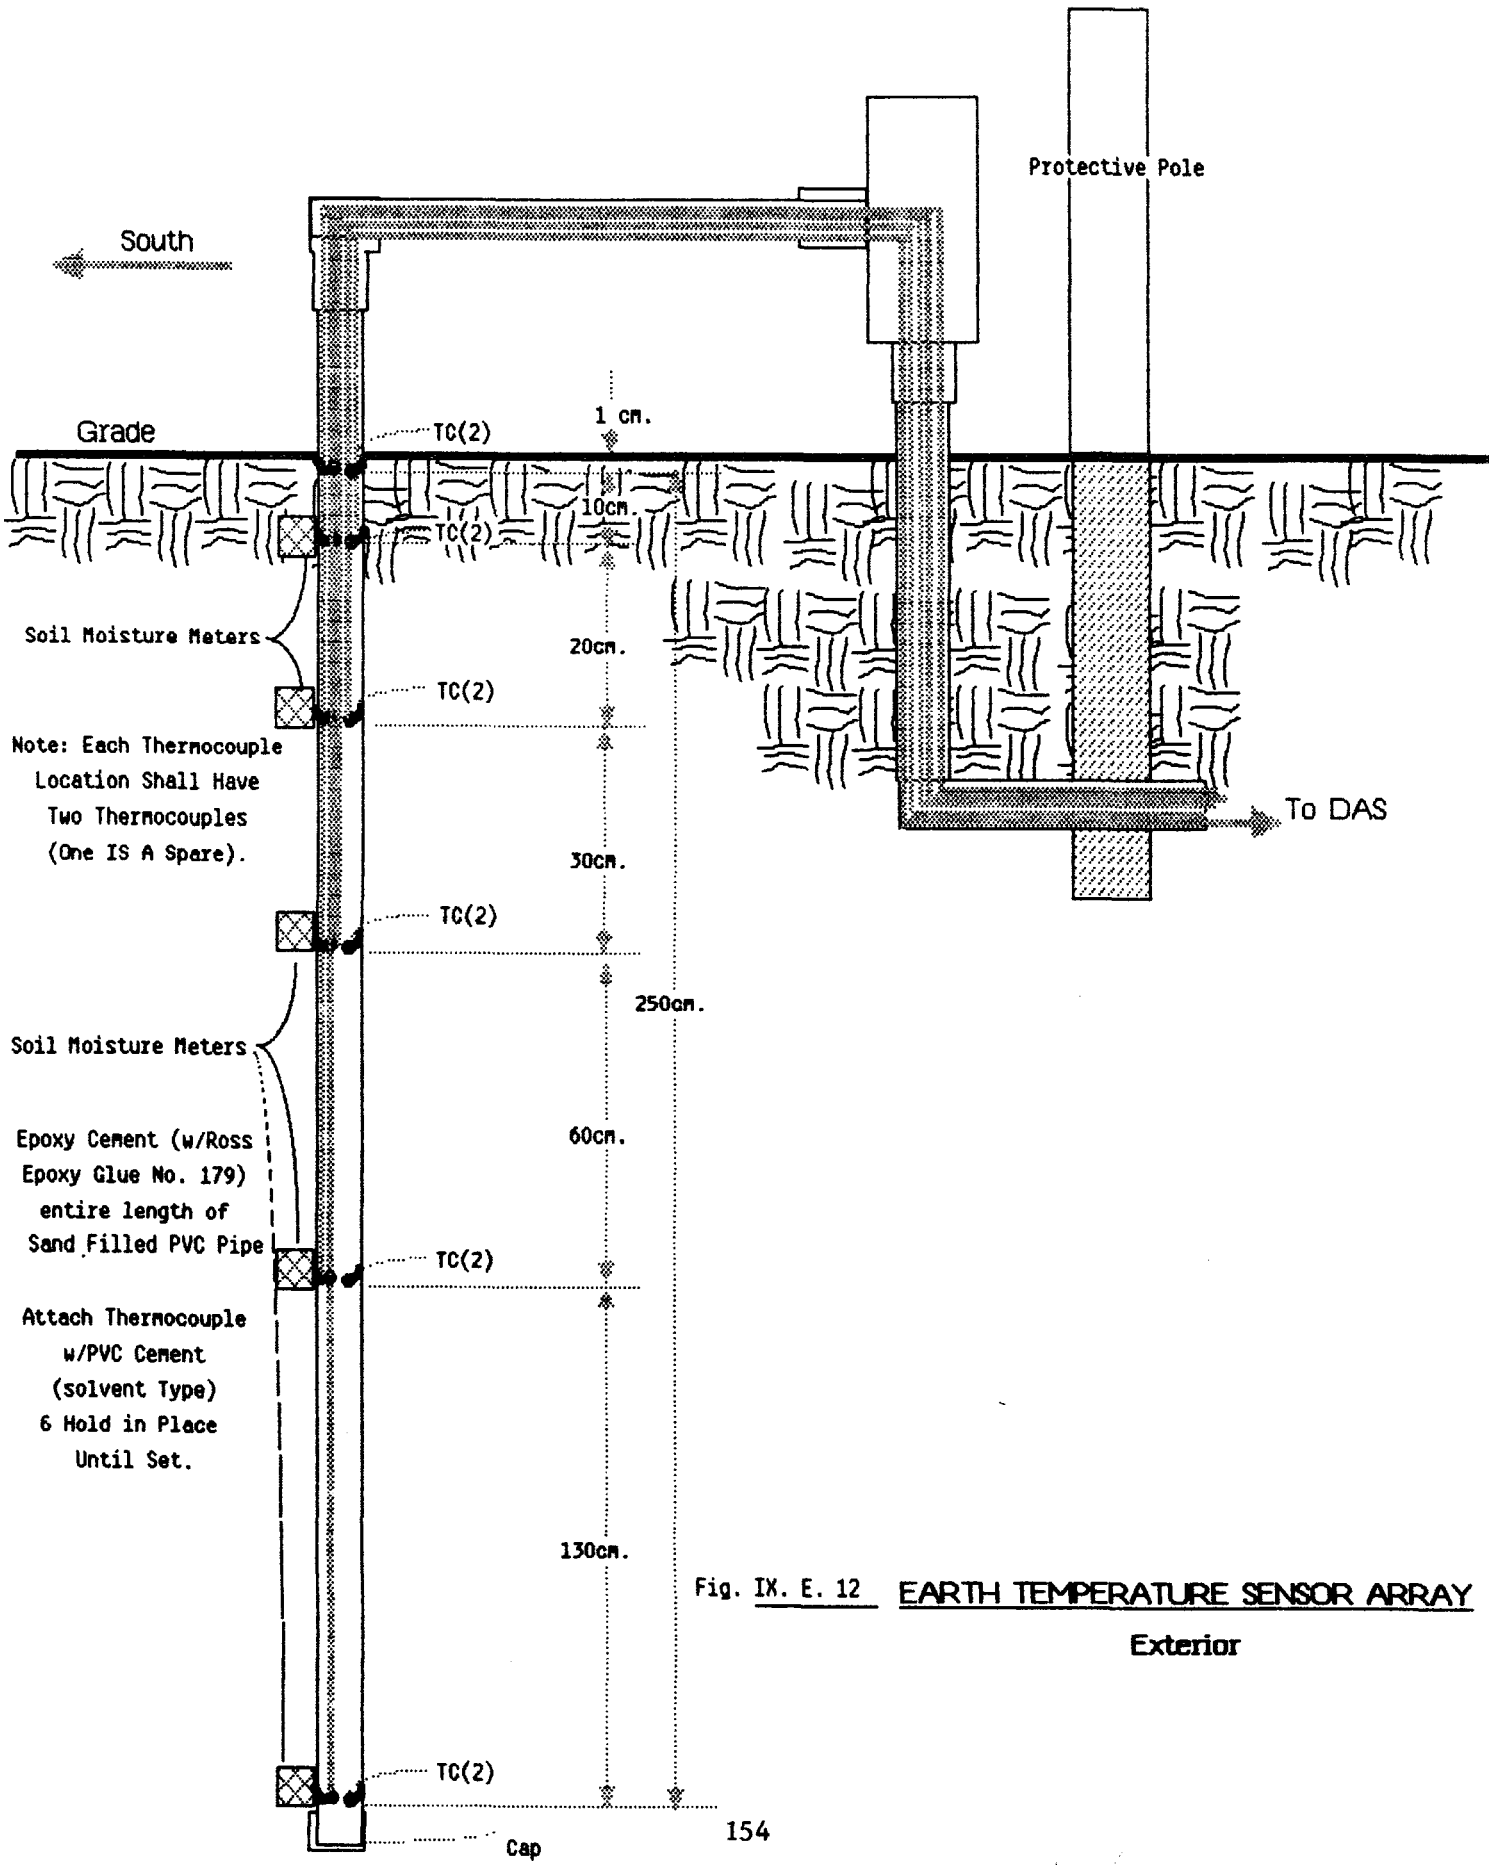 Protective Pole
South
1 cm.
Grade
TC(2)
10cm.
TC(2)
Soil Moisture Meters
20cm.
TC(2)
Note: Each Thermocouple
Location Shall Have
Two Thermocouples
(One IS A Spare).
To DAS
30cm.
TC(2)
250cm.
Soil Moisture Meters
60cm.
Epoxy Cement (w/Ross
Epoxy Glue No. 179)
entire length of
Sand Filled PVC Pipe
TC(2)
Attach Thermocouple
w/PVC Cement
(solvent Type)
& Hold in Place
Until Set.
130cm.
Fig. IX. E. 12 EARTH TEMPERATURE SENSOR ARRAY
Exterior
TC(2)
154
Cap